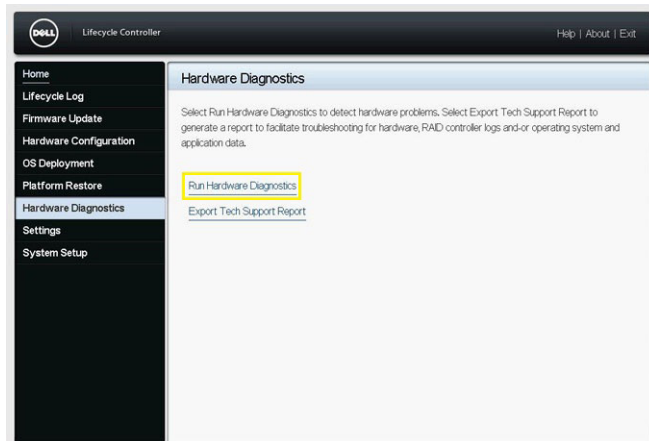 DELL
Lifecycle Controller
Help | About | Exit
Home
Lifecycle Log
Firmware Update
Hardware Configuration
OS Deployment
Platform Restore
Hardware Diagnostics
Settings
System Setup
Hardware Diagnostics
Select Run Hardware Diagnostics to detect hardware problems. Select Export Tech Support Report to
generate a report to facilitate troubleshooting for hardware, RAID controller logs and-or operating system and
application data.
Run Hardware Diagnostics
Export Tech Support Report